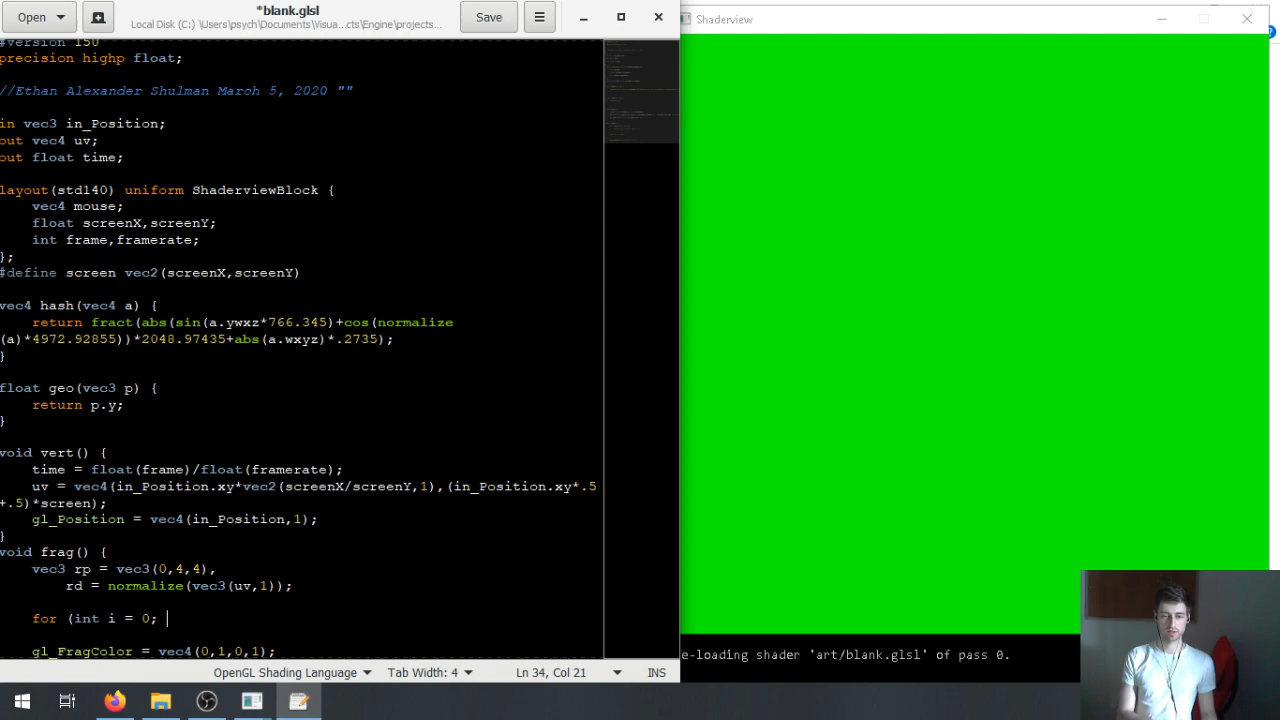 Open
*blank.glsl
Local Disk (C:) \Users\psych\Documents\Visua...cts\Engine\projects...
Save
Shaderview
#version 150
precision highp float;
//Ethan Alexander Shulman March 5, 2020 ""
in vec3 in_Position;
out vec4 uv;
out float time;
layout(std140) uniform ShaderviewBlock {
vec4 mouse;
float screenX,screenY;
int frame,framerate;
};
#define screen vec2(screenX,screenY)
vec4 hash(vec4 a) {
return fract(abs(sin(a.ywxz*766.345)+cos(normalize
(a)*4972.92855))*2048.97435+abs(a.wxyz)*.2735);
}
float geo(vec3 p) {
return p.y;
}
void vert() {
time = float(frame)/float(framerate);
uv = vec4(in_Position.xy*vec2(screenX/screenY,1),(in_Position.xy*.5
+.5)*screen);
gl_Position = vec4(in_Position,1);
}
void frag() {
vec3 rp = vec3(0,4,4),
rd = normalize(vec3(uv,1));
for (int i = 0;
gl_FragColor = vec4(0,1,0,1);
e-loading shader 'art/blank.glsl' of pass 0.
OpenGL Shading Language
Tab Width: 4
Ln 34, Col 21
INS